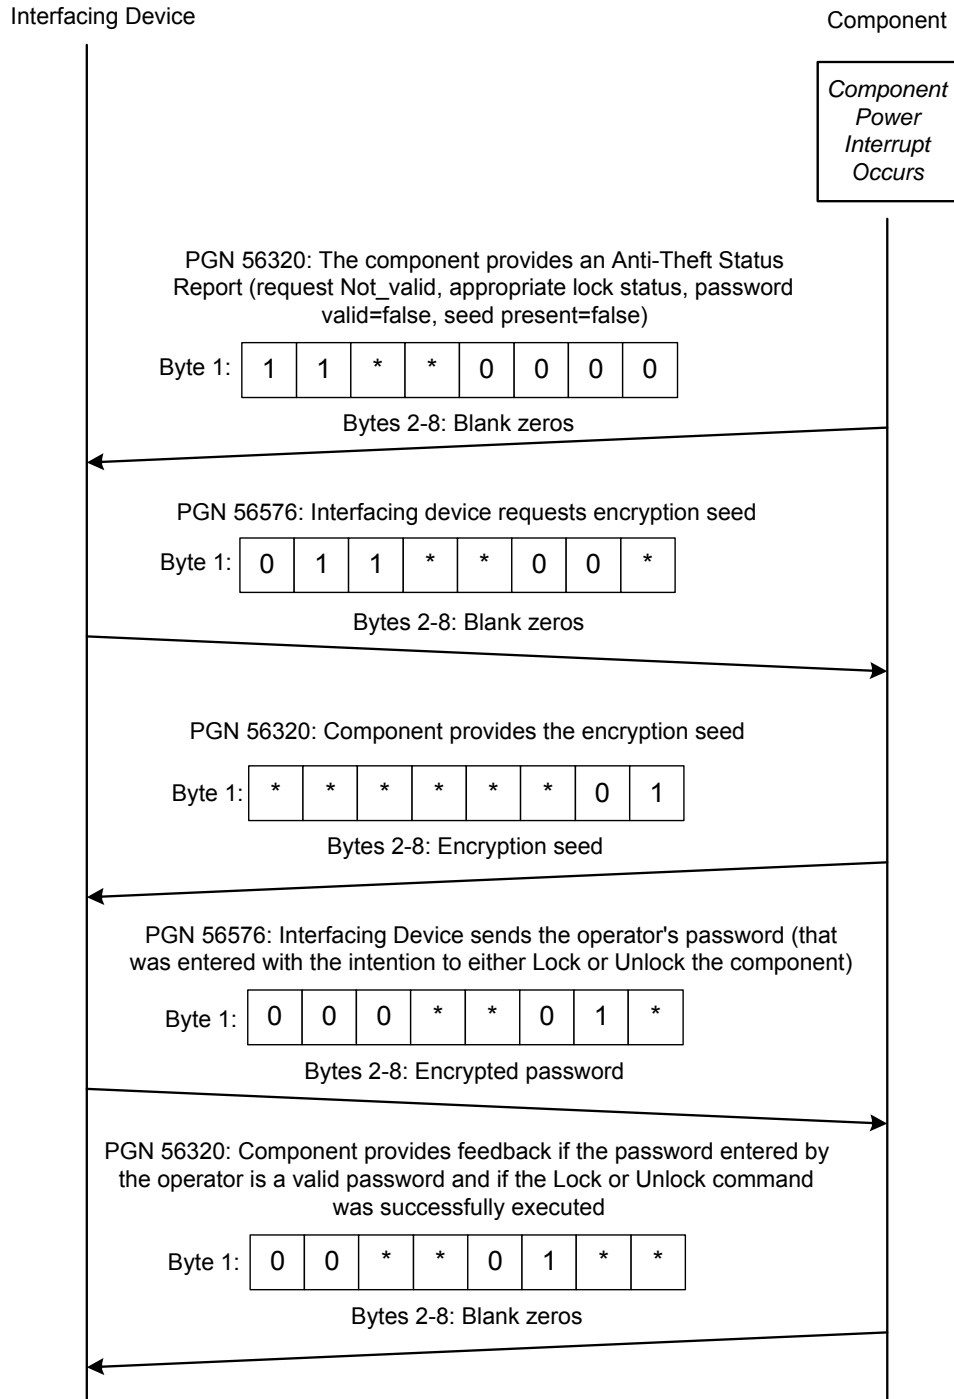 Interfacing Device
Component
Component
Power
Interrupt
Occurs
PGN 56320: The component provides an Anti-Theft Status
Report (request Not_valid, appropriate lock status, password
valid=false, seed present=false)
Byte 1: 1 1 * * 0 0 0 0
Bytes 2-8: Blank zeros
PGN 56576: Interfacing device requests encryption seed
Byte 1: 0 1 1 * * 0 0 *
Bytes 2-8: Blank zeros
PGN 56320: Component provides the encryption seed
Byte 1: * * * * * * 0 1
Bytes 2-8: Encryption seed
PGN 56576: Interfacing Device sends the operator's password (that
was entered with the intention to either Lock or Unlock the component)
Byte 1: 0 0 0 * * 0 1 *
Bytes 2-8: Encrypted password
PGN 56320: Component provides feedback if the password entered by
the operator is a valid password and if the Lock or Unlock command
was successfully executed
Byte 1: 0 0 * * 0 1 * *
Bytes 2-8: Blank zeros